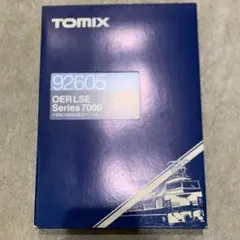 TOMIX
92605
OER LSE
Series 7000